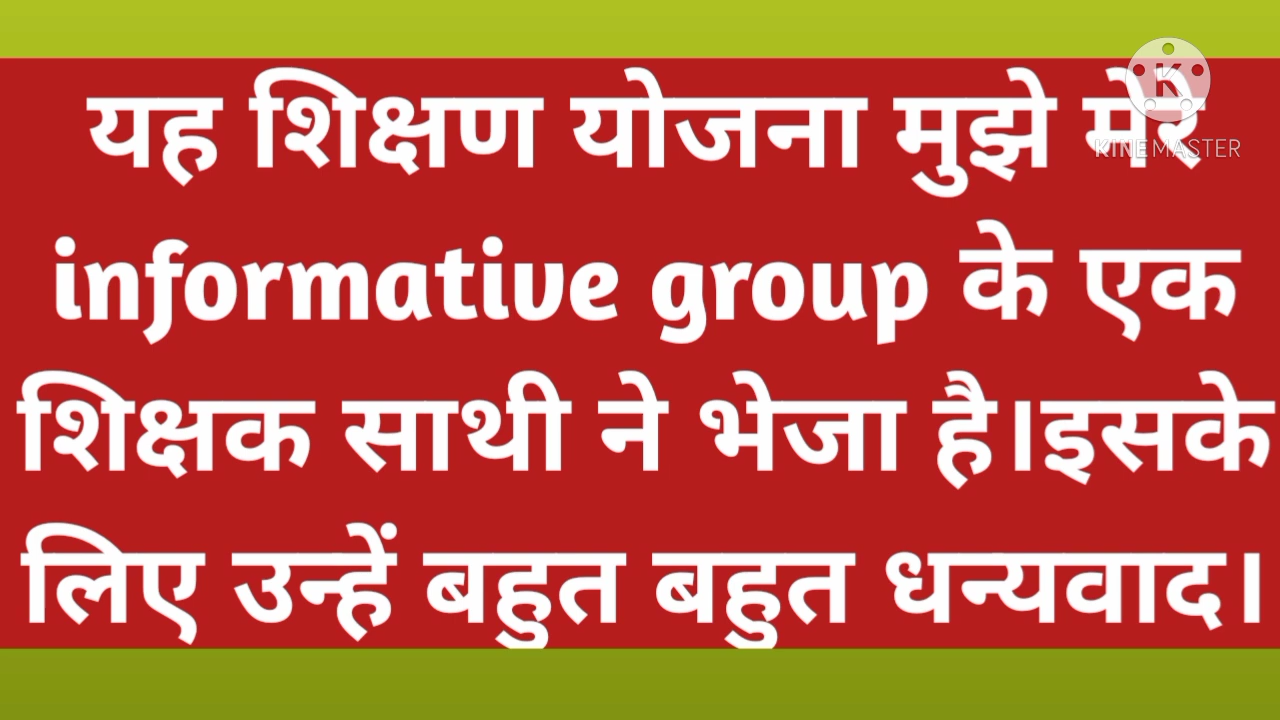 यह शिक्षण योजना मुझे मेरे
informative group के एक
शिक्षक साथी ने भेजा है।इसके
लिए उन्हें बहुत बहुत धन्यवाद।
K
KINEMASTER